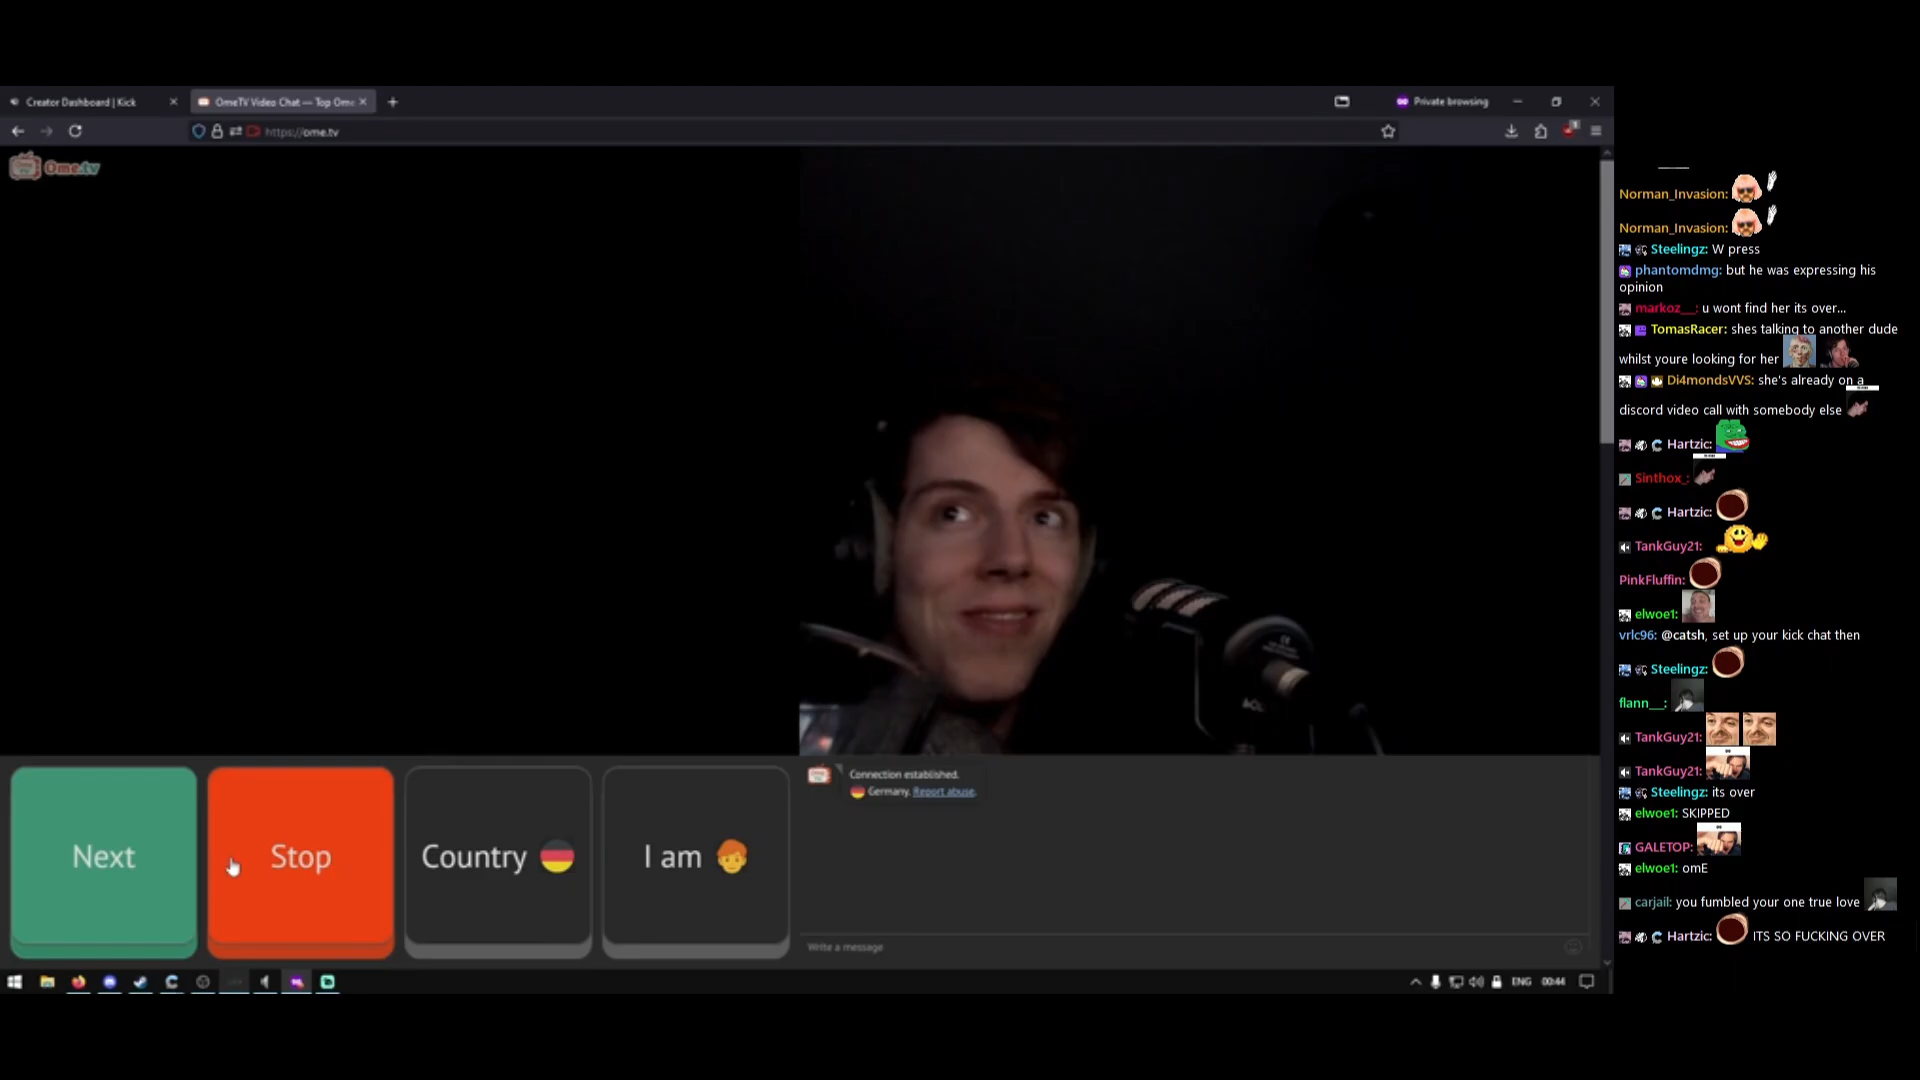 Creator Dashboard | Kick
OmeTV Video Chat — Top Ome
Private browsing
https://ome.tv
Ome.tv
Norman_Invasion:
Norman_Invasion:
Steelingz: W press
phantomdmg: but he was expressing his
opinion
markoz__: u wont find her its over...
TomasRacer: shes talking to another dude
whilst youre looking for her
Di4mondsVVS: she's already on a
discord video call with somebody else
Hartzic:
Sinthox_:
Hartzic:
TankGuy21:
PinkFluffin:
elwoe1:
vrlc96: @catsh, set up your kick chat then
Steelingz:
flann__:
TankGuy21:
TankGuy21:
Steelingz: its over
elwoe1: SKIPPED
GALETOP:
elwoe1: omE
carjail: you fumbled your one true love
Hartzic: ITS SO FUCKING OVER
Connection established.
Germany. Report abuse.
Next
Stop
Country
I am
Write a message
ENG
00:44